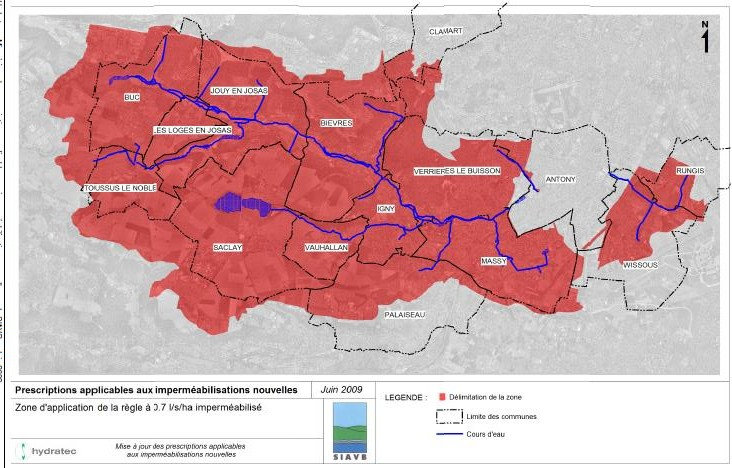 CLAMART
N
BUC
JOUY EN JOSAS
LES LOGES EN JOSAS
BIEVRES
VERRIERES LE BUISSON
ANTONY
RUNGIS
TOUSSUS LE NOBLE
IGNY
SACLAY
VAUHALLAN
MASSY
WISSOUS
PALAISEAU
Prescriptions applicables aux imperméabilisations nouvelles
Juin 2009
Zone d'application de la règle à 0.7 l/s/ha imperméabilisé
hydratec
Mise à jour des prescriptions applicables
aux imperméabilisations nouvelles
SIAVB
LEGENDE :
Délimitation de la zone
Limite des communes
Cours d'eau